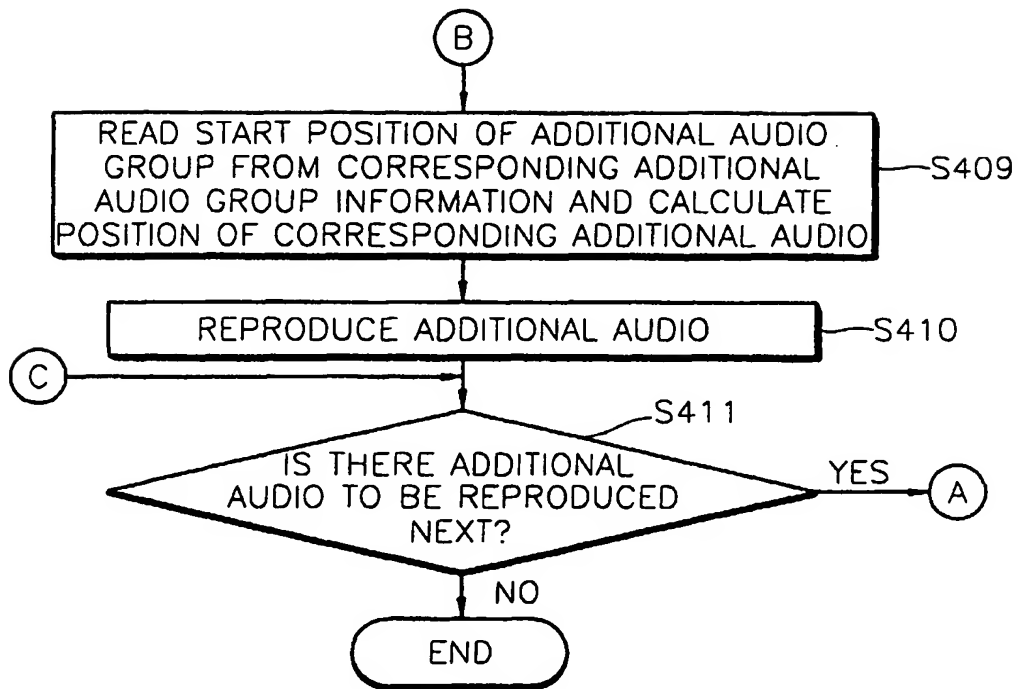 B
READ START POSITION OF ADDITIONAL AUDIO
GROUP FROM CORRESPONDING ADDITIONAL
AUDIO GROUP INFORMATION AND CALCULATE
POSITION OF CORRESPONDING ADDITIONAL AUDIO
S409
REPRODUCE ADDITIONAL AUDIO
S410
C
S411
IS THERE ADDITIONAL
AUDIO TO BE REPRODUCED
NEXT?
YES
A
NO
END